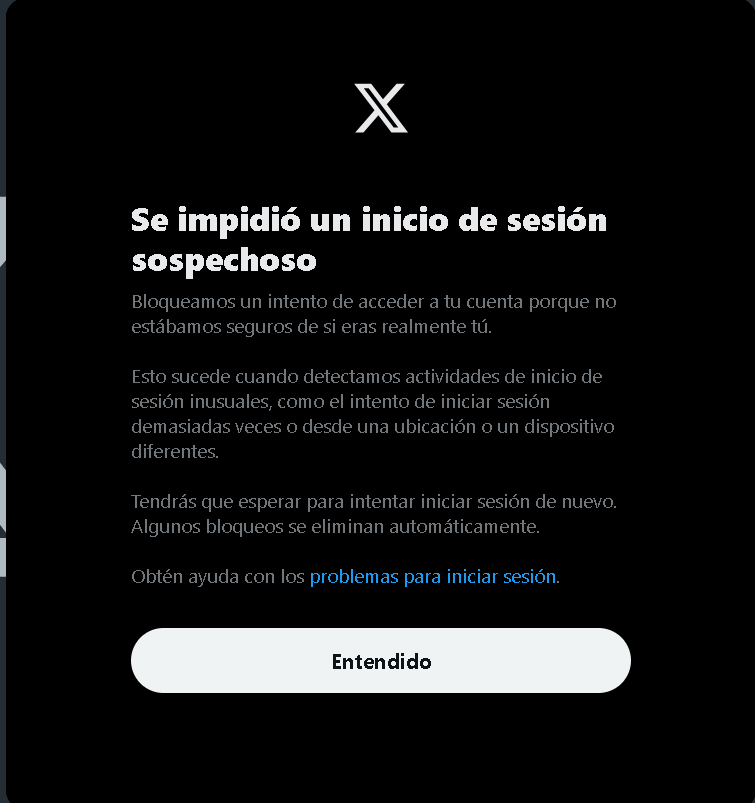 Se impidió un inicio de sesión
sospechoso
Bloqueamos un intento de acceder a tu cuenta porque no
estábamos seguros de si eras realmente tú.
Esto sucede cuando detectamos actividades de inicio de
sesión inusuales, como el intento de iniciar sesión
demasiadas veces o desde una ubicación o un dispositivo
diferentes.
Tendrás que esperar para intentar iniciar sesión de nuevo.
Algunos bloqueos se eliminan automáticamente.
Obtén ayuda con los problemas para iniciar sesión.
Entendido